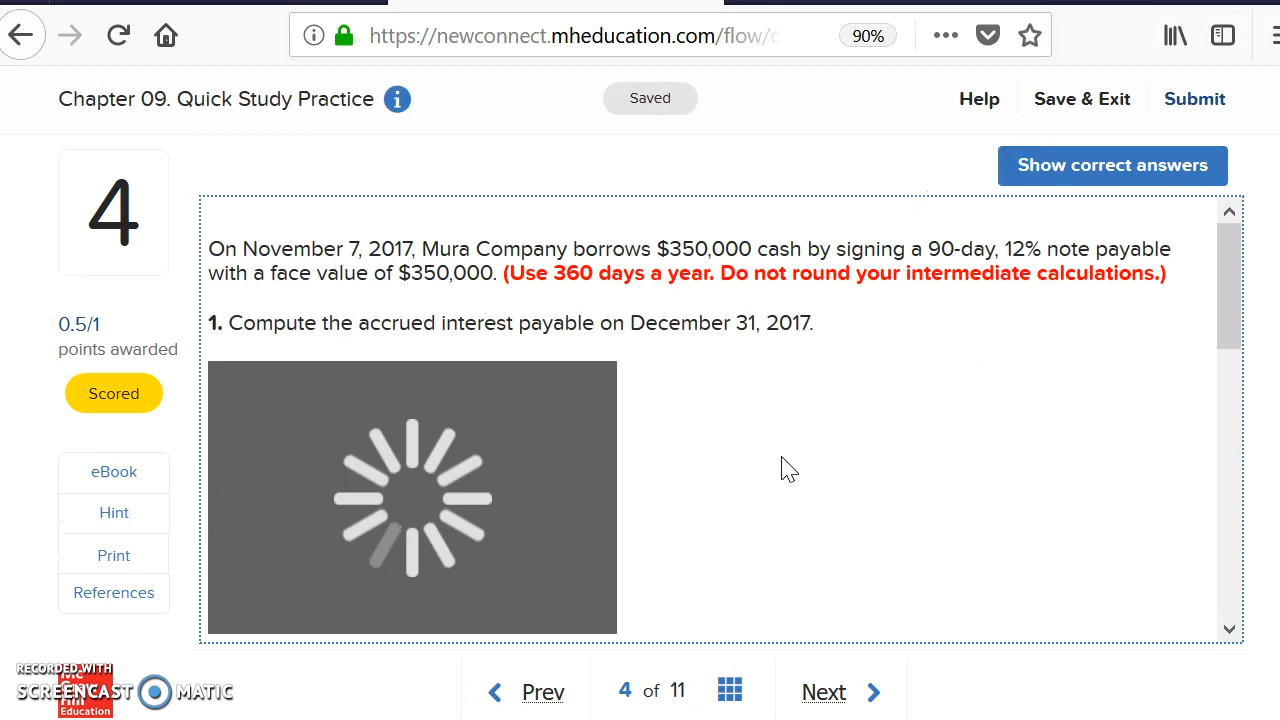 https://newconnect.mheducation.com/flow/c
90%
Chapter 09. Quick Study Practice
i
Saved
Help
Save & Exit
Submit
4
Show correct answers
On November 7, 2017, Mura Company borrows $350,000 cash by signing a 90-day, 12% note payable
with a face value of $350,000. (Use 360 days a year. Do not round your intermediate calculations.)
1. Compute the accrued interest payable on December 31, 2017.
0.5/1
points awarded
Scored
eBook
Hint
Print
References
RECORDED WITH
SCREENCAST MATIC
Education
Prev
4 of 11
Next